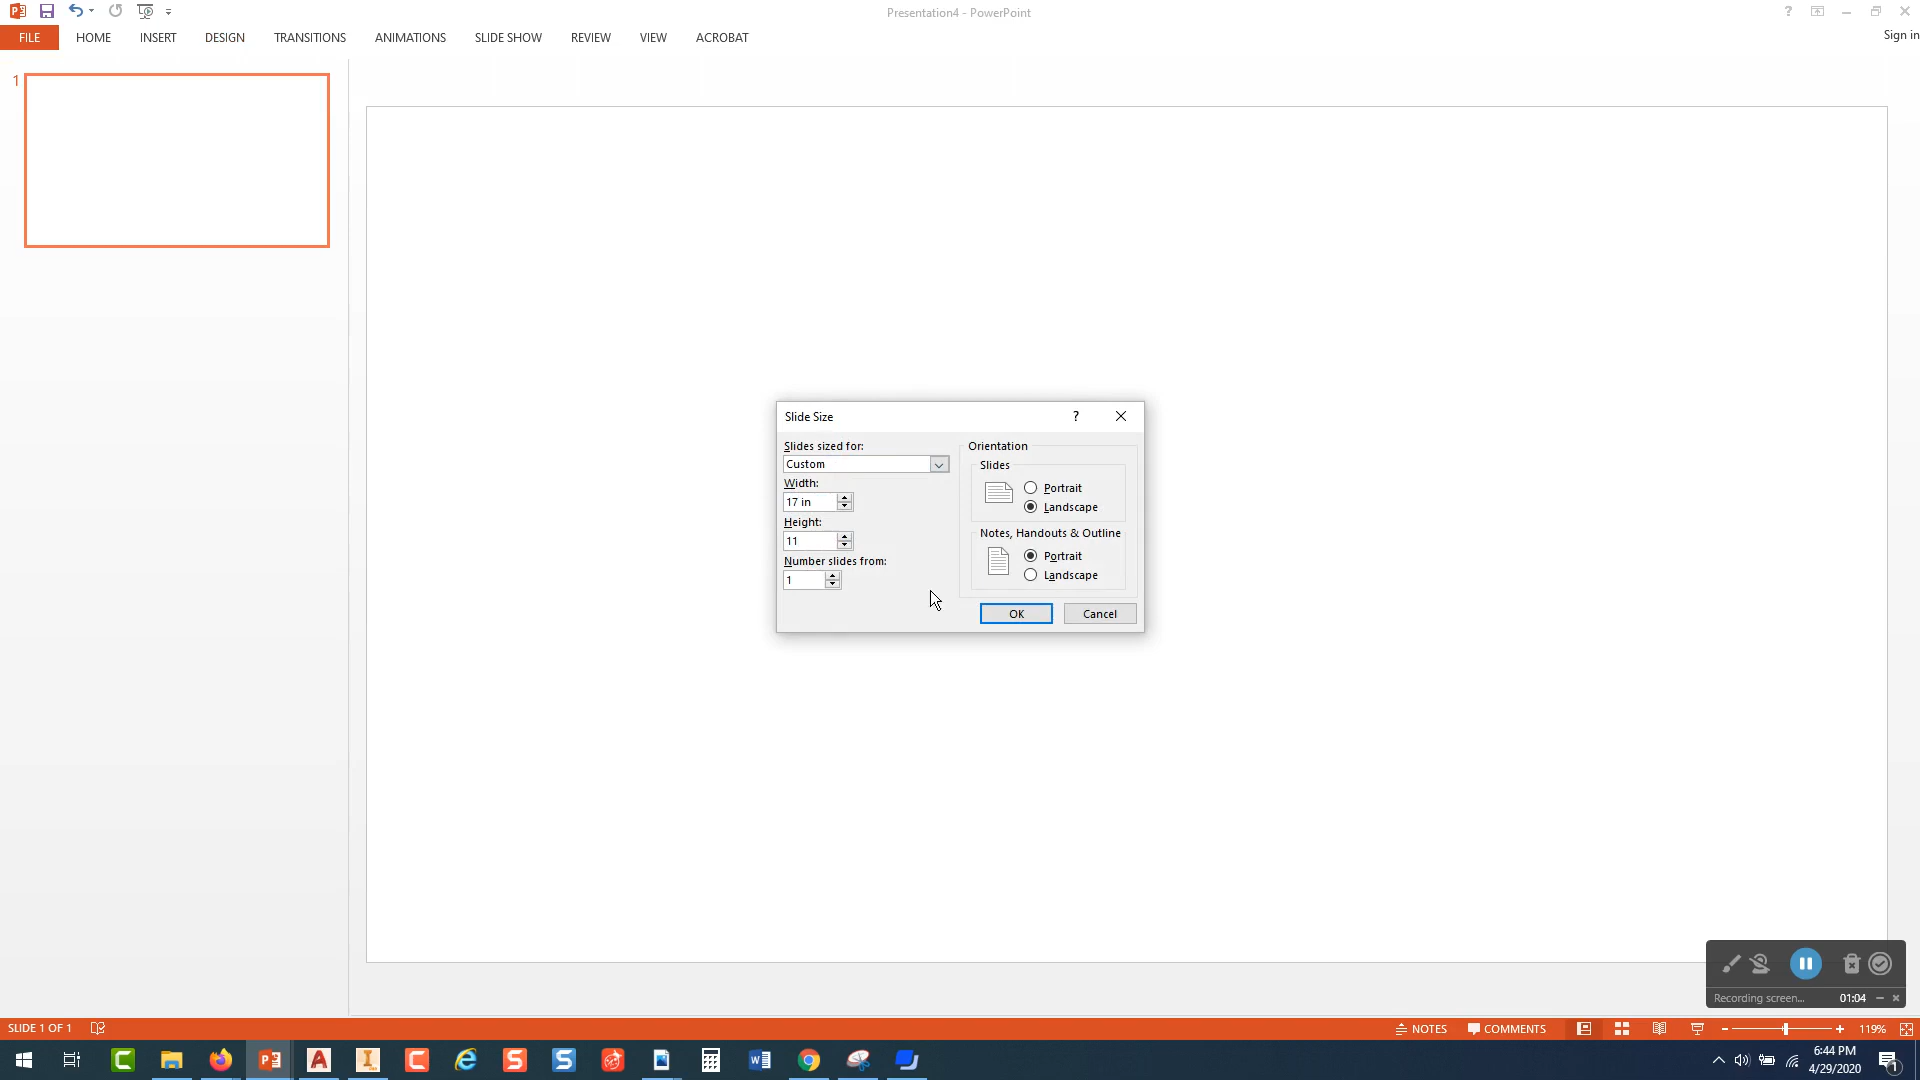 Presentation4 - PowerPoint
?
FILE HOME INSERT DESIGN TRANSITIONS ANIMATIONS SLIDE SHOW REVIEW VIEW ACROBAT
Sign in
1
Slide Size
?
Slides sized for:
Custom
Width:
17 in
Height:
11
Number slides from:
1
Orientation
Slides
Portrait
Landscape
Notes, Handouts & Outline
Portrait
Landscape
OK
Cancel
Recording screen... 01:04
SLIDE 1 OF 1
NOTES
COMMENTS
119%
6:44 PM
4/29/2020
1